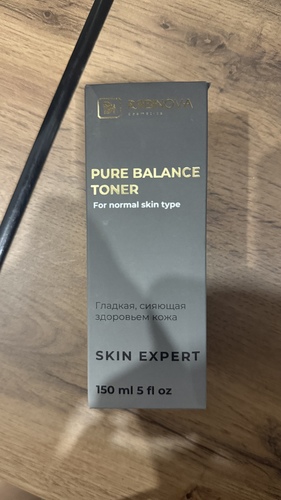 PURE BALANCE
TONER
For normal skin type
Гладкая, сияющая
здоровьем кожа
SKIN EXPERT
150 ml 5 fl oz